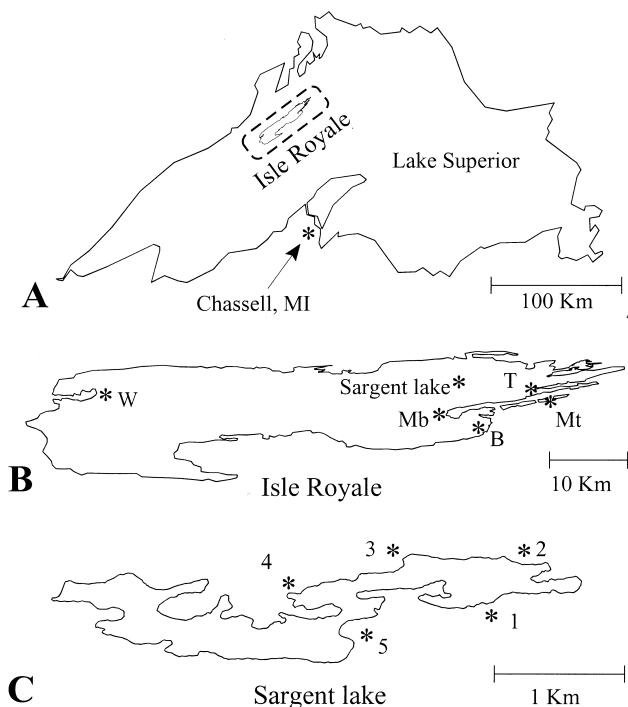 Isle Royale
Lake Superior
A
Chassell, MI
*
100 Km
Sargent lake *
T
*
* W
Mb *
*
Mt
*
B
B
Isle Royale
10 Km
3 *
* 2
4
*
*
1
*
5
C
Sargent lake
1 Km